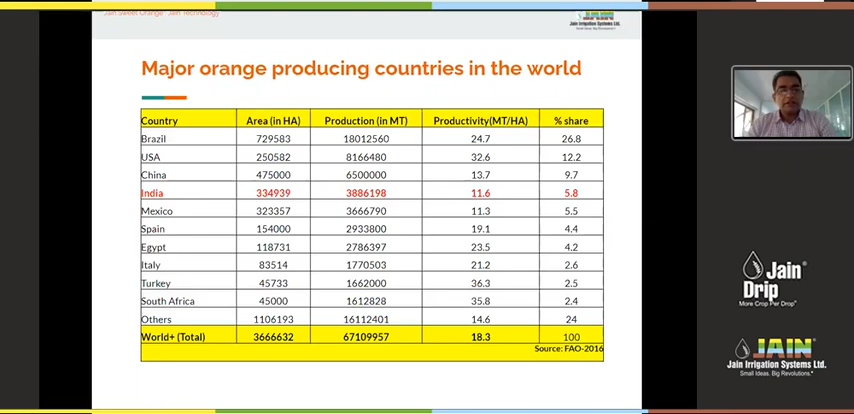 Jain Sweet Orange: Jain Technology
JAIN
Jain Irrigation Systems Ltd.
Small Ideas. Big Revolutions.®
Major orange producing countries in the world
Country Area (in HA) Production (in MT) Productivity(MT/HA) % share
Brazil 729583 18012560 24.7 26.8
USA 250582 8166480 32.6 12.2
China 475000 6500000 13.7 9.7
India 334939 3886198 11.6 5.8
Mexico 323357 3666790 11.3 5.5
Spain 154000 2933800 19.1 4.4
Egypt 118731 2786397 23.5 4.2
Italy 83514 1770503 21.2 2.6
Turkey 45733 1662000 36.3 2.5
South Africa 45000 1612828 35.8 2.4
Others 1106193 16112401 14.6 24
World+ (Total) 3666632 67109957 18.3 100
Source: FAO-2016
Jain®
Drip
More Crop Per Drop®
JAIN®
Jain Irrigation Systems Ltd.
Small Ideas. Big Revolutions.®